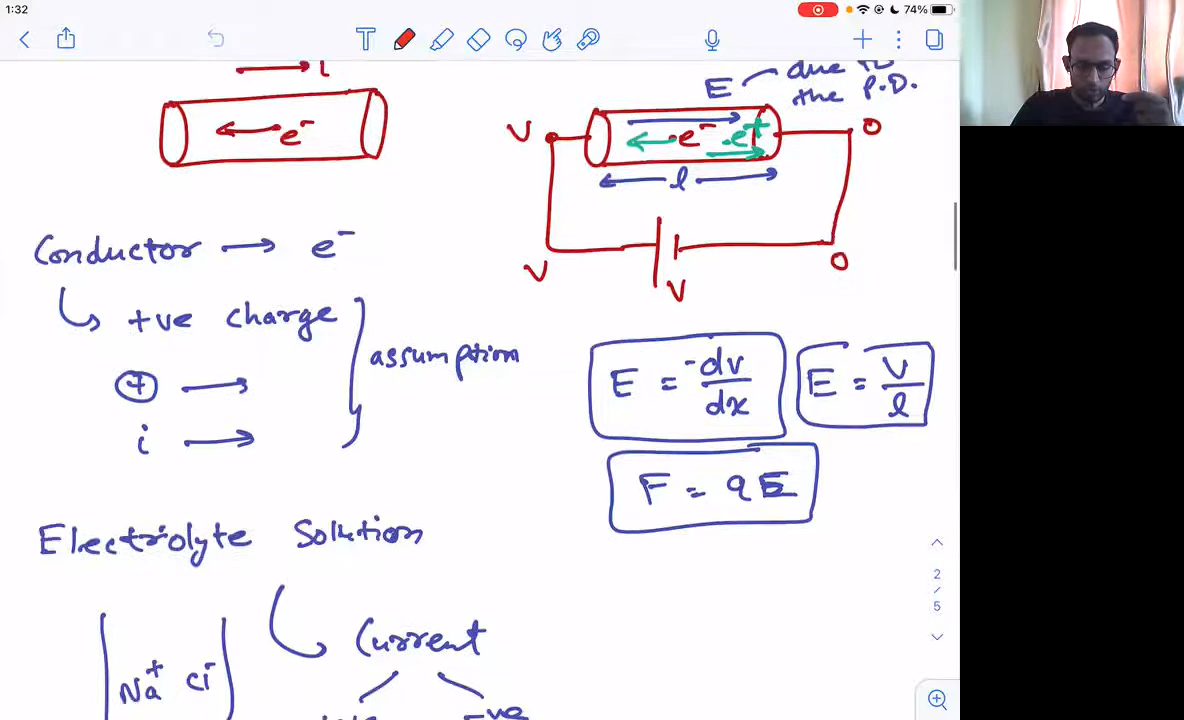 1:32
74%
T
i
e⁻
E due to
the P.D.
V e⁻ e⁺ 0
l
V V 0
Conductor → e⁻
+ve charge
+ →
i →
assumption
E = -dv/dx
E = V/l
F = qE
Electrolyte Solution
Current
Na⁺ Cl⁻
-ve
2
/
5